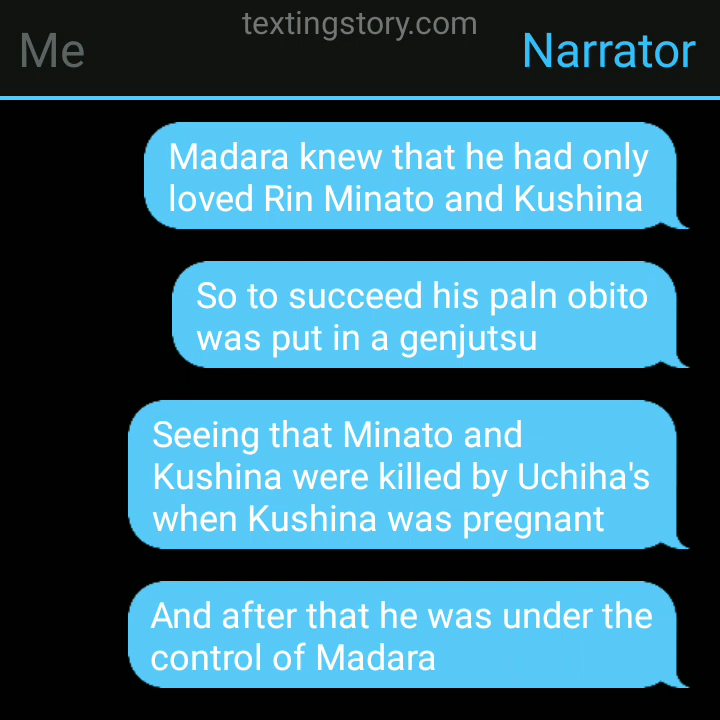 textingstory.com
Me
Narrator
Madara knew that he had only
loved Rin Minato and Kushina
So to succeed his paln obito
was put in a genjutsu
Seeing that Minato and
Kushina were killed by Uchiha's
when Kushina was pregnant
And after that he was under the
control of Madara